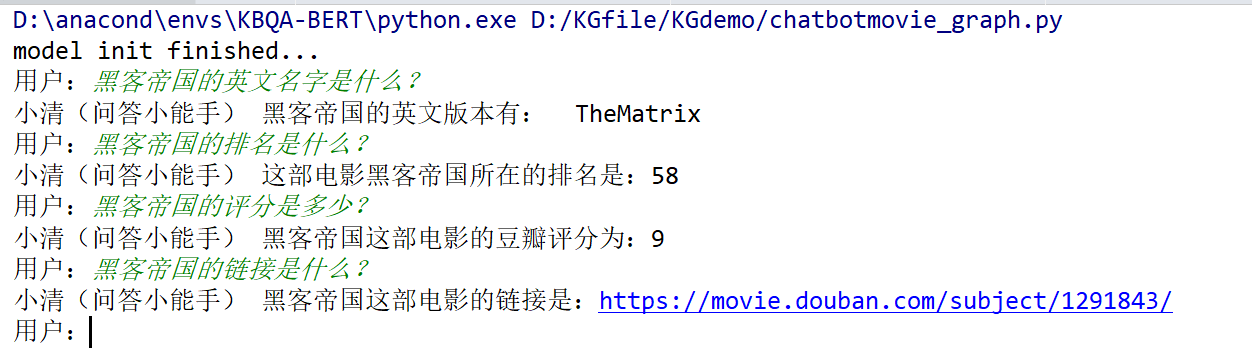 D:\anacond\envs\KBQA-BERT\python.exe D:/KGfile/KGdemo/chatbotmovie_graph.py
model init finished...
用户：黑客帝国的英文名字是什么？
小清（问答小能手） 黑客帝国的英文版本有：  TheMatrix
用户：黑客帝国的排名是什么？
小清（问答小能手） 这部电影黑客帝国所在的排名是：58
用户：黑客帝国的评分是多少？
小清（问答小能手） 黑客帝国这部电影的豆瓣评分为：9
用户：黑客帝国的链接是什么？
小清（问答小能手） 黑客帝国这部电影的链接是：https://movie.douban.com/subject/1291843/
用户：